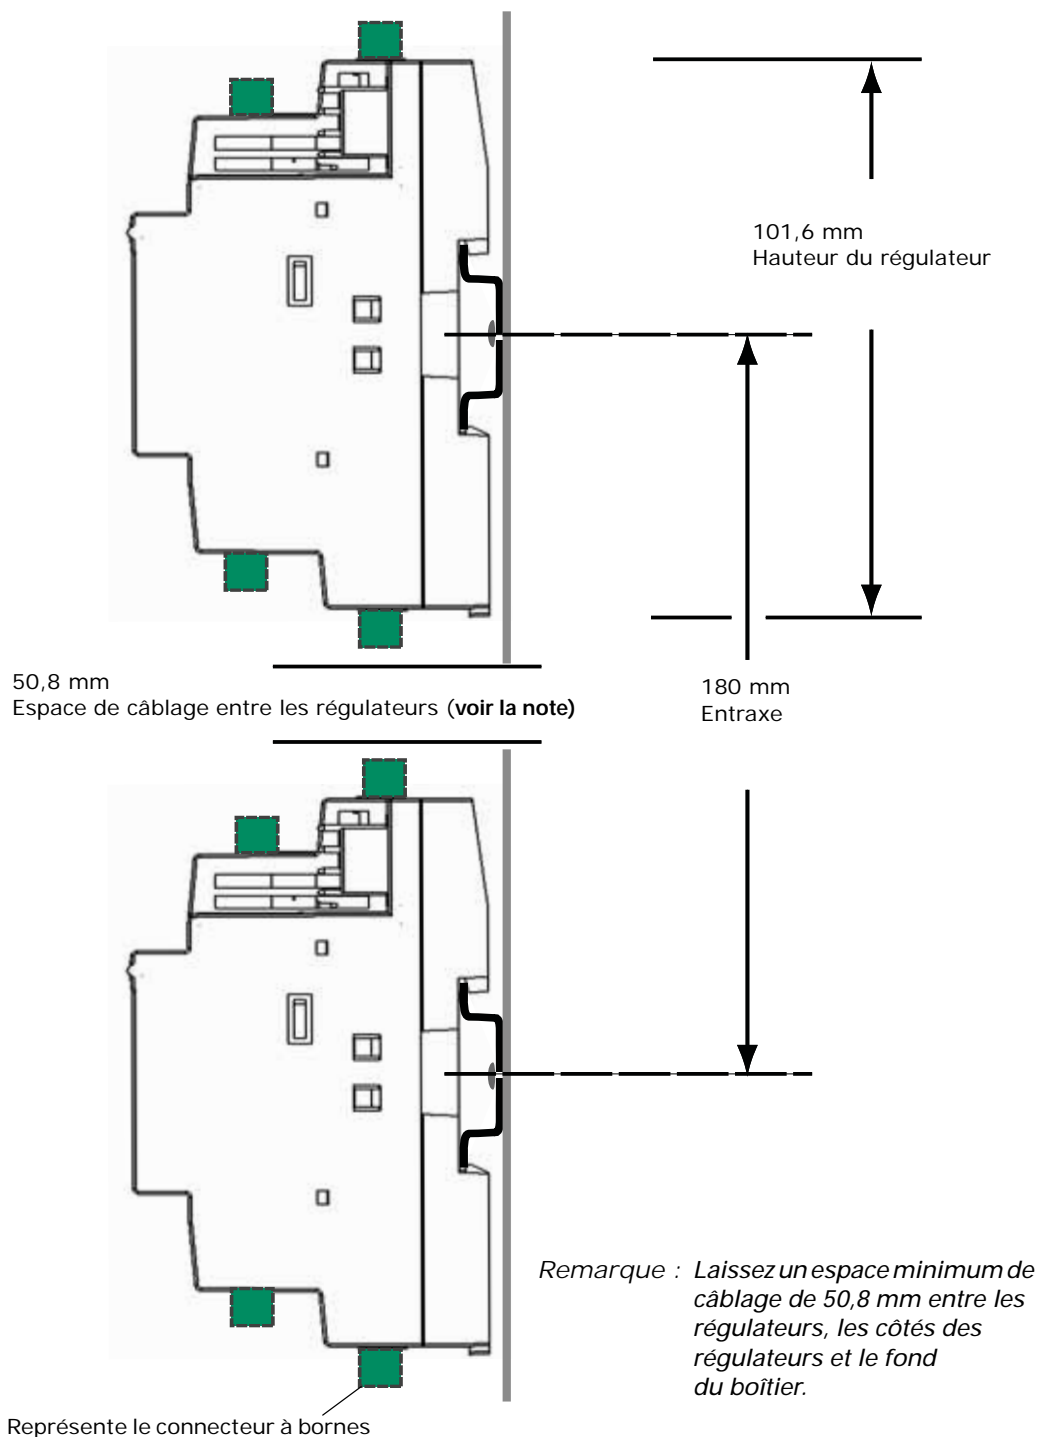 101,6 mm
Hauteur du régulateur
50,8 mm
Espace de câblage entre les régulateurs (voir la note)
180 mm
Entraxe
Remarque : Laissez un espace minimum de
câblage de 50,8 mm entre les
régulateurs, les côtés des
régulateurs et le fond
du boîtier.
Représente le connecteur à bornes